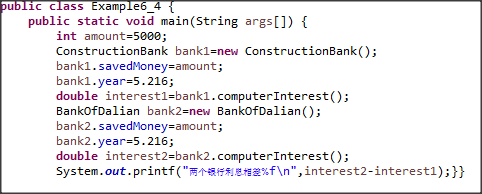 public class Example6_4 {
public static void main(String args[]) {
int amount=5000;
ConstructionBank bank1=new ConstructionBank();
bank1.savedMoney=amount;
bank1.year=5.216;
double interest1=bank1.computerInterest();
BankOfDalian bank2=new BankOfDalian();
bank2.savedMoney=amount;
bank2.year=5.216;
double interest2=bank2.computerInterest();
System.out.printf("两个银行利息相差%f\n",interest2-interest1);}}